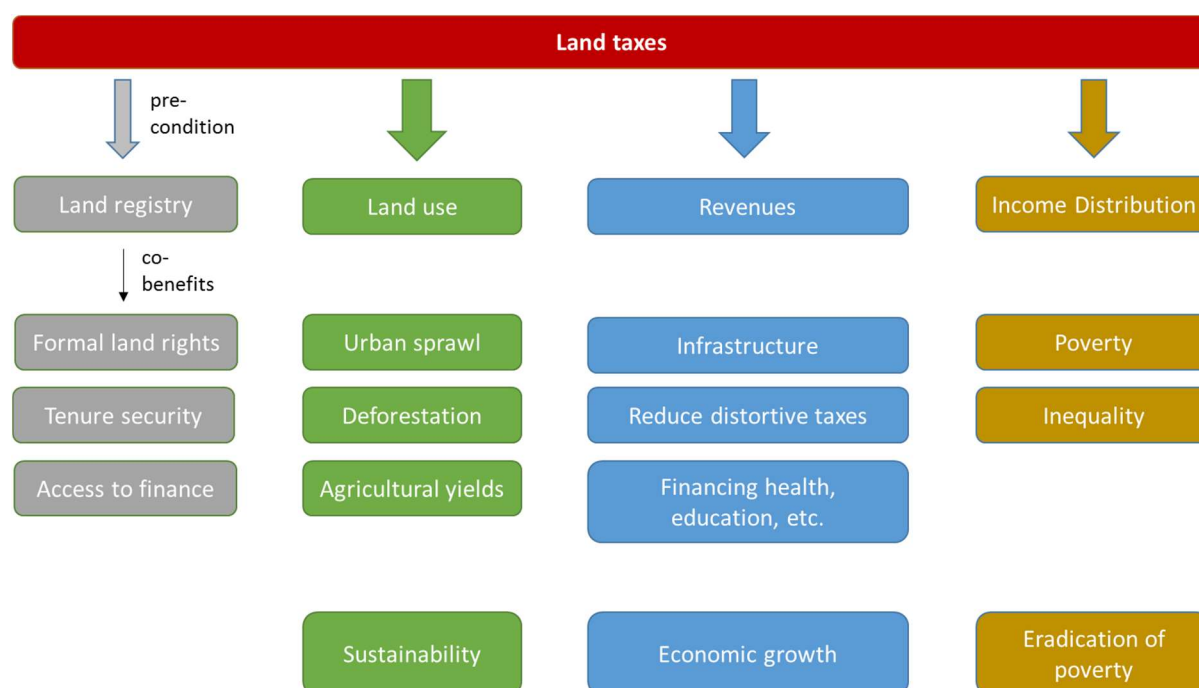 Land taxes
pre-
condition
Land registry
Land use
Revenues
Income Distribution
co-
benefits
Formal land rights
Urban sprawl
Infrastructure
Poverty
Tenure security
Deforestation
Reduce distortive taxes
Inequality
Access to finance
Agricultural yields
Financing health,
education, etc.
Sustainability
Economic growth
Eradication of
poverty